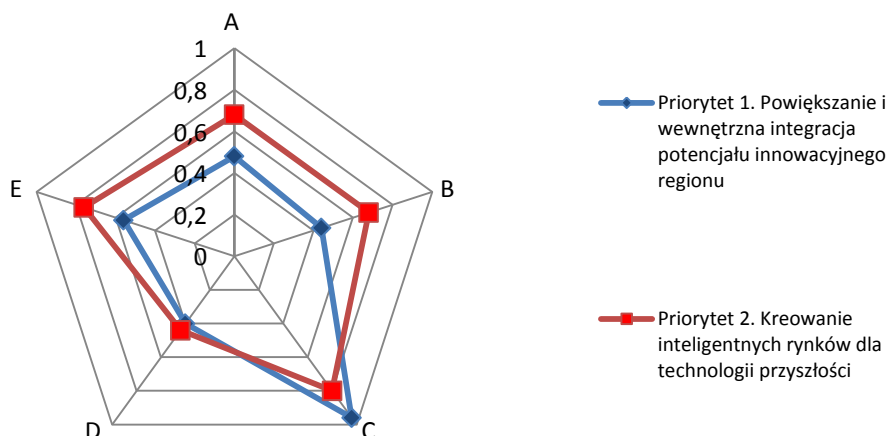 A
1
0,8
0,6
0,4
0,2
0
B
C
D
E
Priorytet 1. Powiększanie i
wewnętrzna integracja
potencjału innowacyjnego
regionu
Priorytet 2. Kreowanie
inteligentnych rynków dla
technologii przyszłości